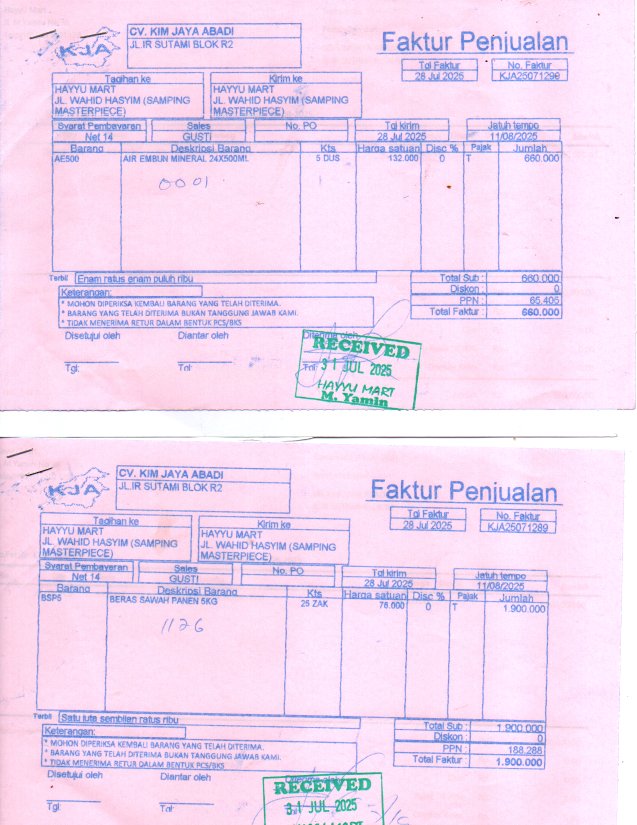 KJA
CV. KIM JAYA ABADI
JL.IR SUTAMI BLOK R2
Faktur Penjualan
Tgl Faktur No. Faktur
28 Jul 2025 KJA25071290
Tagihan ke Kirim ke
HAYYU MART HAYYU MART
JL. WAHID HASYIM (SAMPING JL. WAHID HASYIM (SAMPING
MASTERPIECE) MASTERPIECE)
Syarat Pembayaran Sales No. PO Tgl kirim Jatuh tempo
Net 14 GUSTI 28 Jul 2025 11/08/2025
Barang Deskripsi Barang Kts Harga satuan Disc % Pajak Jumlah
AE500 AIR EMBUN MINERAL 24X500ML 5 DUS 132.000 0 T 660.000
0001
Terbil Enam ratus enam puluh ribu
Total Sub : 660.000
Keterangan: Diskon : 0
* MOHON DIPERIKSA KEMBALI BARANG YANG TELAH DITERIMA. PPN : 65.405
* BARANG YANG TELAH DITERIMA BUKAN TANGGUNG JAWAB KAMI. Total Faktur : 660.000
* TIDAK MENERIMA RETUR DALAM BENTUK PCS/BKS
Disetujui oleh Diantar oleh Diterima oleh
RECEIVED
Tgl: Tgl: Tgl: 31 JUL 2025
HAYYU MART
M. Yamin
KJA
CV. KIM JAYA ABADI
JL.IR SUTAMI BLOK R2
Faktur Penjualan
Tgl Faktur No. Faktur
28 Jul 2025 KJA25071289
Tagihan ke Kirim ke
HAYYU MART HAYYU MART
JL. WAHID HASYIM (SAMPING JL. WAHID HASYIM (SAMPING
MASTERPIECE) MASTERPIECE)
Syarat Pembayaran Sales No. PO Tgl kirim Jatuh tempo
Net 14 GUSTI 28 Jul 2025 11/08/2025
Barang Deskripsi Barang Kts Harga satuan Disc % Pajak Jumlah
BSP5 BERAS SAWAH PANEN 5KG 25 ZAK 76.000 0 T 1.900.000
1126
Terbil Satu juta sembilan ratus ribu
Total Sub : 1.900.000
Keterangan: Diskon : 0
* MOHON DIPERIKSA KEMBALI BARANG YANG TELAH DITERIMA. PPN : 188.288
* BARANG YANG TELAH DITERIMA BUKAN TANGGUNG JAWAB KAMI. Total Faktur : 1.900.000
* TIDAK MENERIMA RETUR DALAM BENTUK PCS/BKS
Disetujui oleh Diantar oleh Diterima oleh
RECEIVED
Tgl: Tgl: 31 JUL 2025